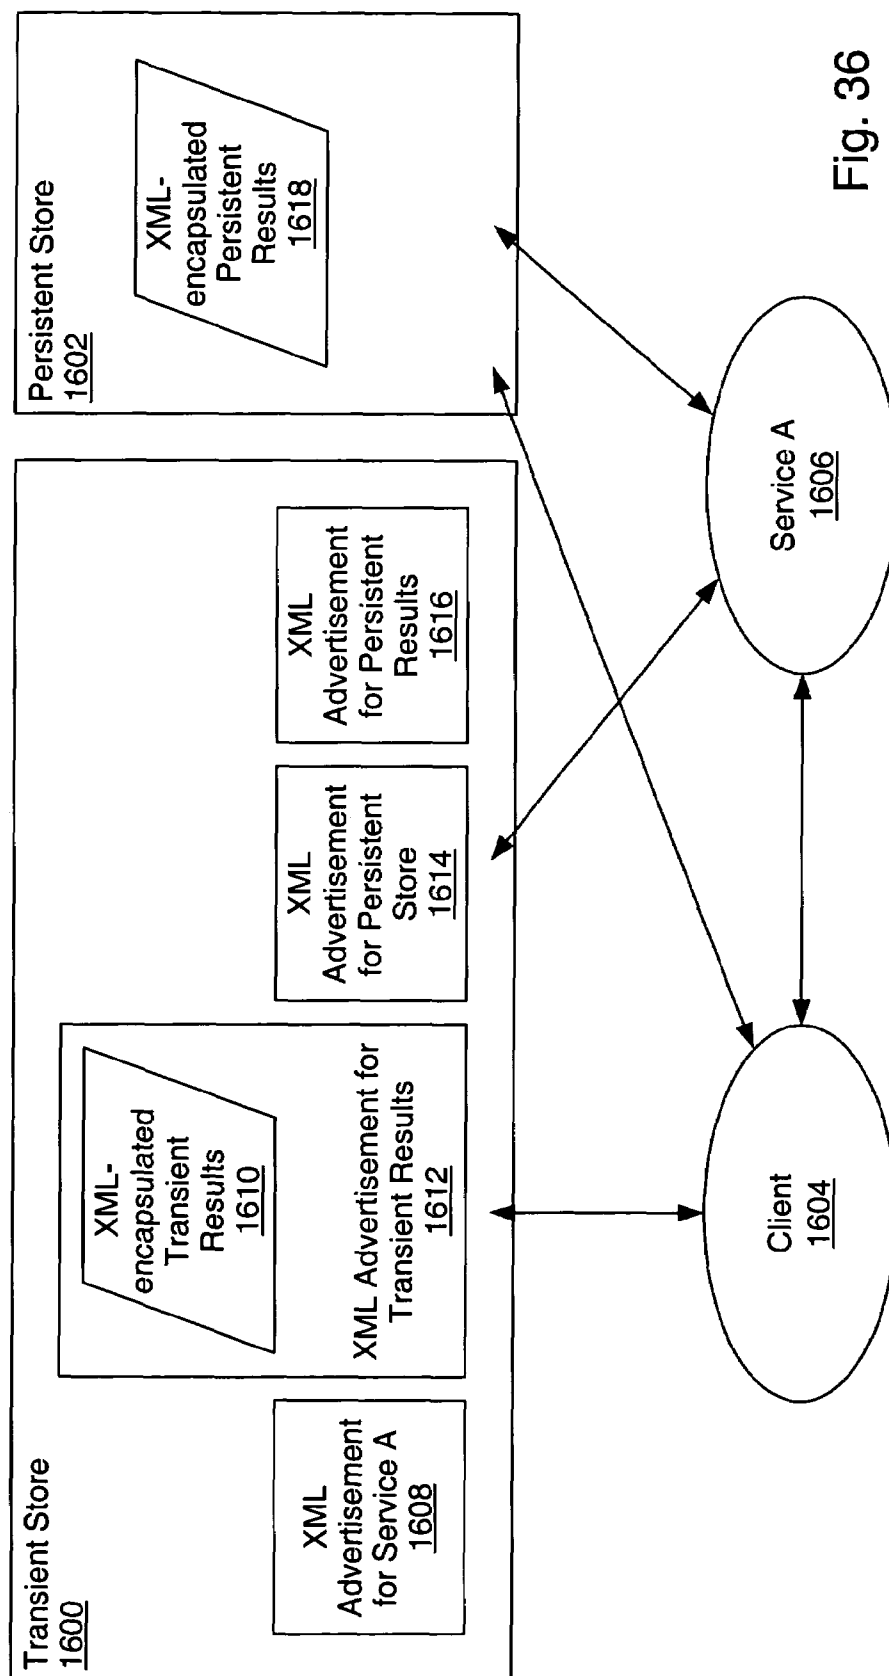 Transient Store
1600
XML
Advertisement
for Service A
1608
XML-
encapsulated
Transient
Results
1610
XML Advertisement for
Transient Results
1612
XML
Advertisement
for Persistent
Store
1614
XML
Advertisement
for Persistent
Results
1616
Persistent Store
1602
XML-
encapsulated
Persistent
Results
1618
Client
1604
Service A
1606
Fig. 36